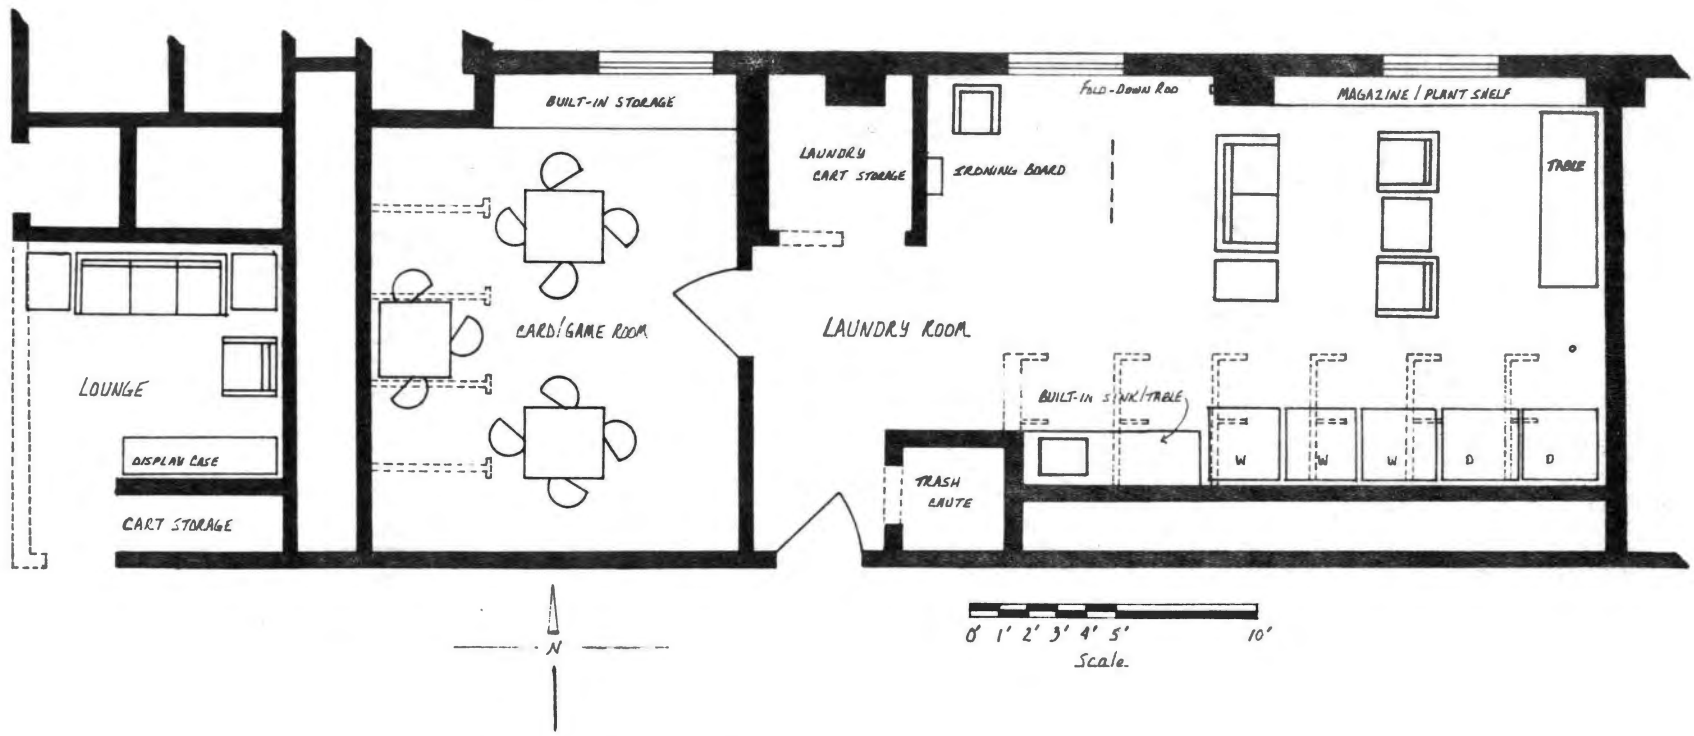 BUILT-IN STORAGE
FOLD-DOWN ROD
MAGAZINE / PLANT SHELF
LAUNDRY
CART STORAGE
IRONING BOARD
TABLE
CARD/GAME ROOM
LAUNDRY ROOM
LOUNGE
BUILT-IN SINK/TABLE
DISPLAY CASE
W W W D D
TRASH
CHUTE
CART STORAGE
N
0' 1' 2' 3' 4' 5' 10'
Scale